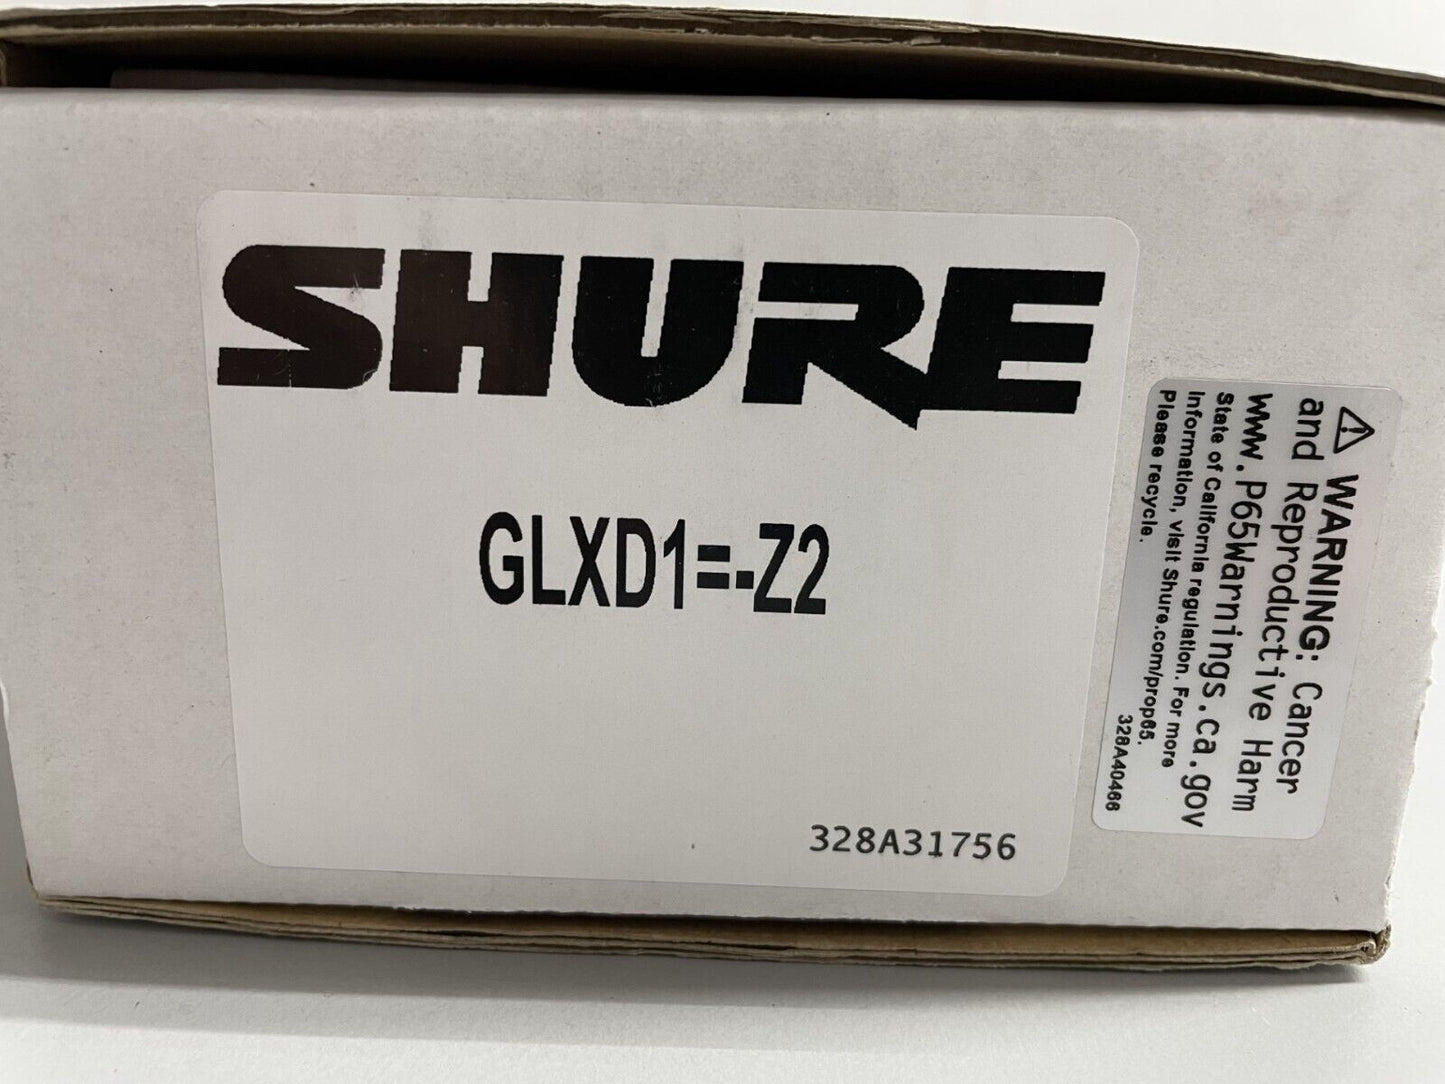 SHURE
GLXD1=-Z2
328A31756
⚠ WARNING: Cancer
and Reproductive Harm
www.P65Warnings.ca.gov
State of California regulation. For more
information, visit Shure.com/prop65.
Please recycle.
328A40466